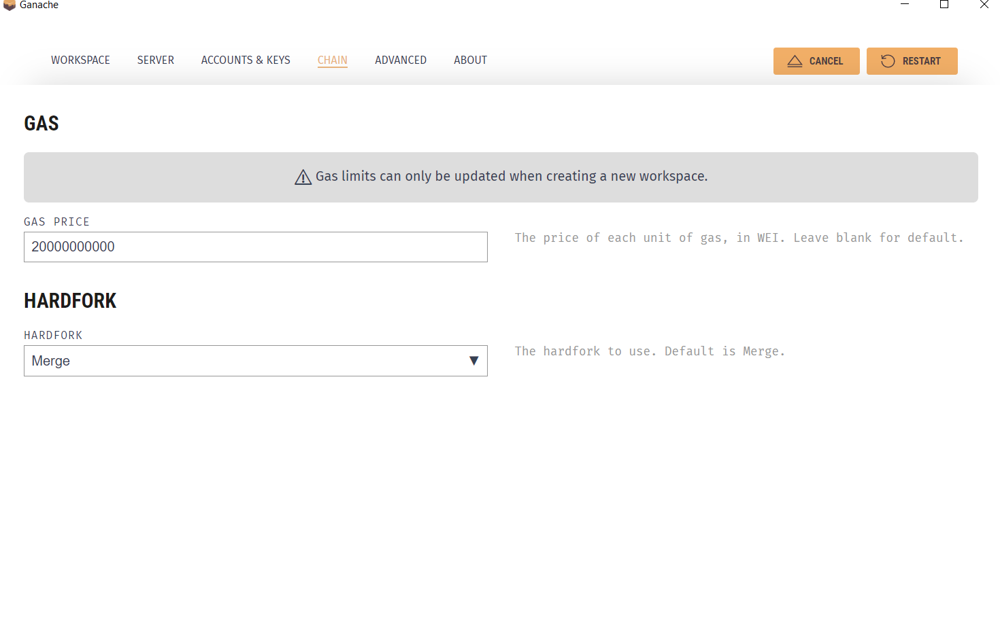 Ganache
WORKSPACE SERVER ACCOUNTS & KEYS CHAIN ADVANCED ABOUT CANCEL RESTART
GAS
Gas limits can only be updated when creating a new workspace.
GAS PRICE
20000000000
The price of each unit of gas, in WEI. Leave blank for default.
HARDFORK
HARDFORK
Merge
The hardfork to use. Default is Merge.